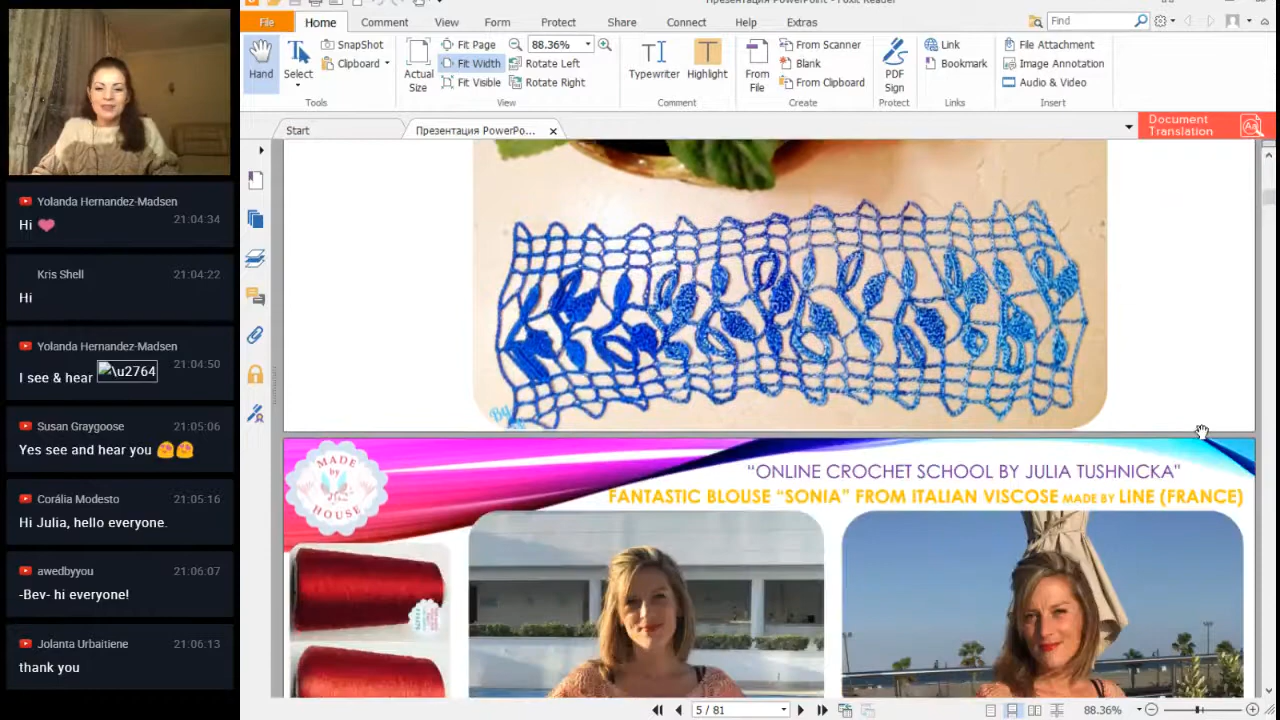 Презентация PowerPoint - Foxit Reader
File
Home
Comment
View
Form
Protect
Share
Connect
Help
Extras
Find
Hand
Select
SnapShot
Clipboard
Tools
Actual
Size
Fit Page
Fit Width
Fit Visible
88.36%
Rotate Left
Rotate Right
View
Typewriter
Highlight
Comment
From
File
From Scanner
Blank
From Clipboard
Create
PDF
Sign
Protect
Link
Bookmark
Links
File Attachment
Image Annotation
Audio & Video
Insert
Start
Презентация PowerPo...
Document
Translation
Yolanda Hernandez-Madsen
21:04:34
Hi ❤
Kris Shell
21:04:22
Hi
Yolanda Hernandez-Madsen
21:04:50
I see & hear \u2764
Susan Graygoose
21:05:06
Yes see and hear you 😍😍
Corália Modesto
21:05:16
Hi Julia, hello everyone.
awedbyyou
21:06:07
-Bev- hi everyone!
Jolanta Urbaitiene
21:06:13
thank you
By
MADE
by
HOUSE
"ONLINE CROCHET SCHOOL BY JULIA TUSHNICKA"
FANTASTIC BLOUSE "SONIA" FROM ITALIAN VISCOSE MADE BY LINE (FRANCE)
5 / 81
88.36%